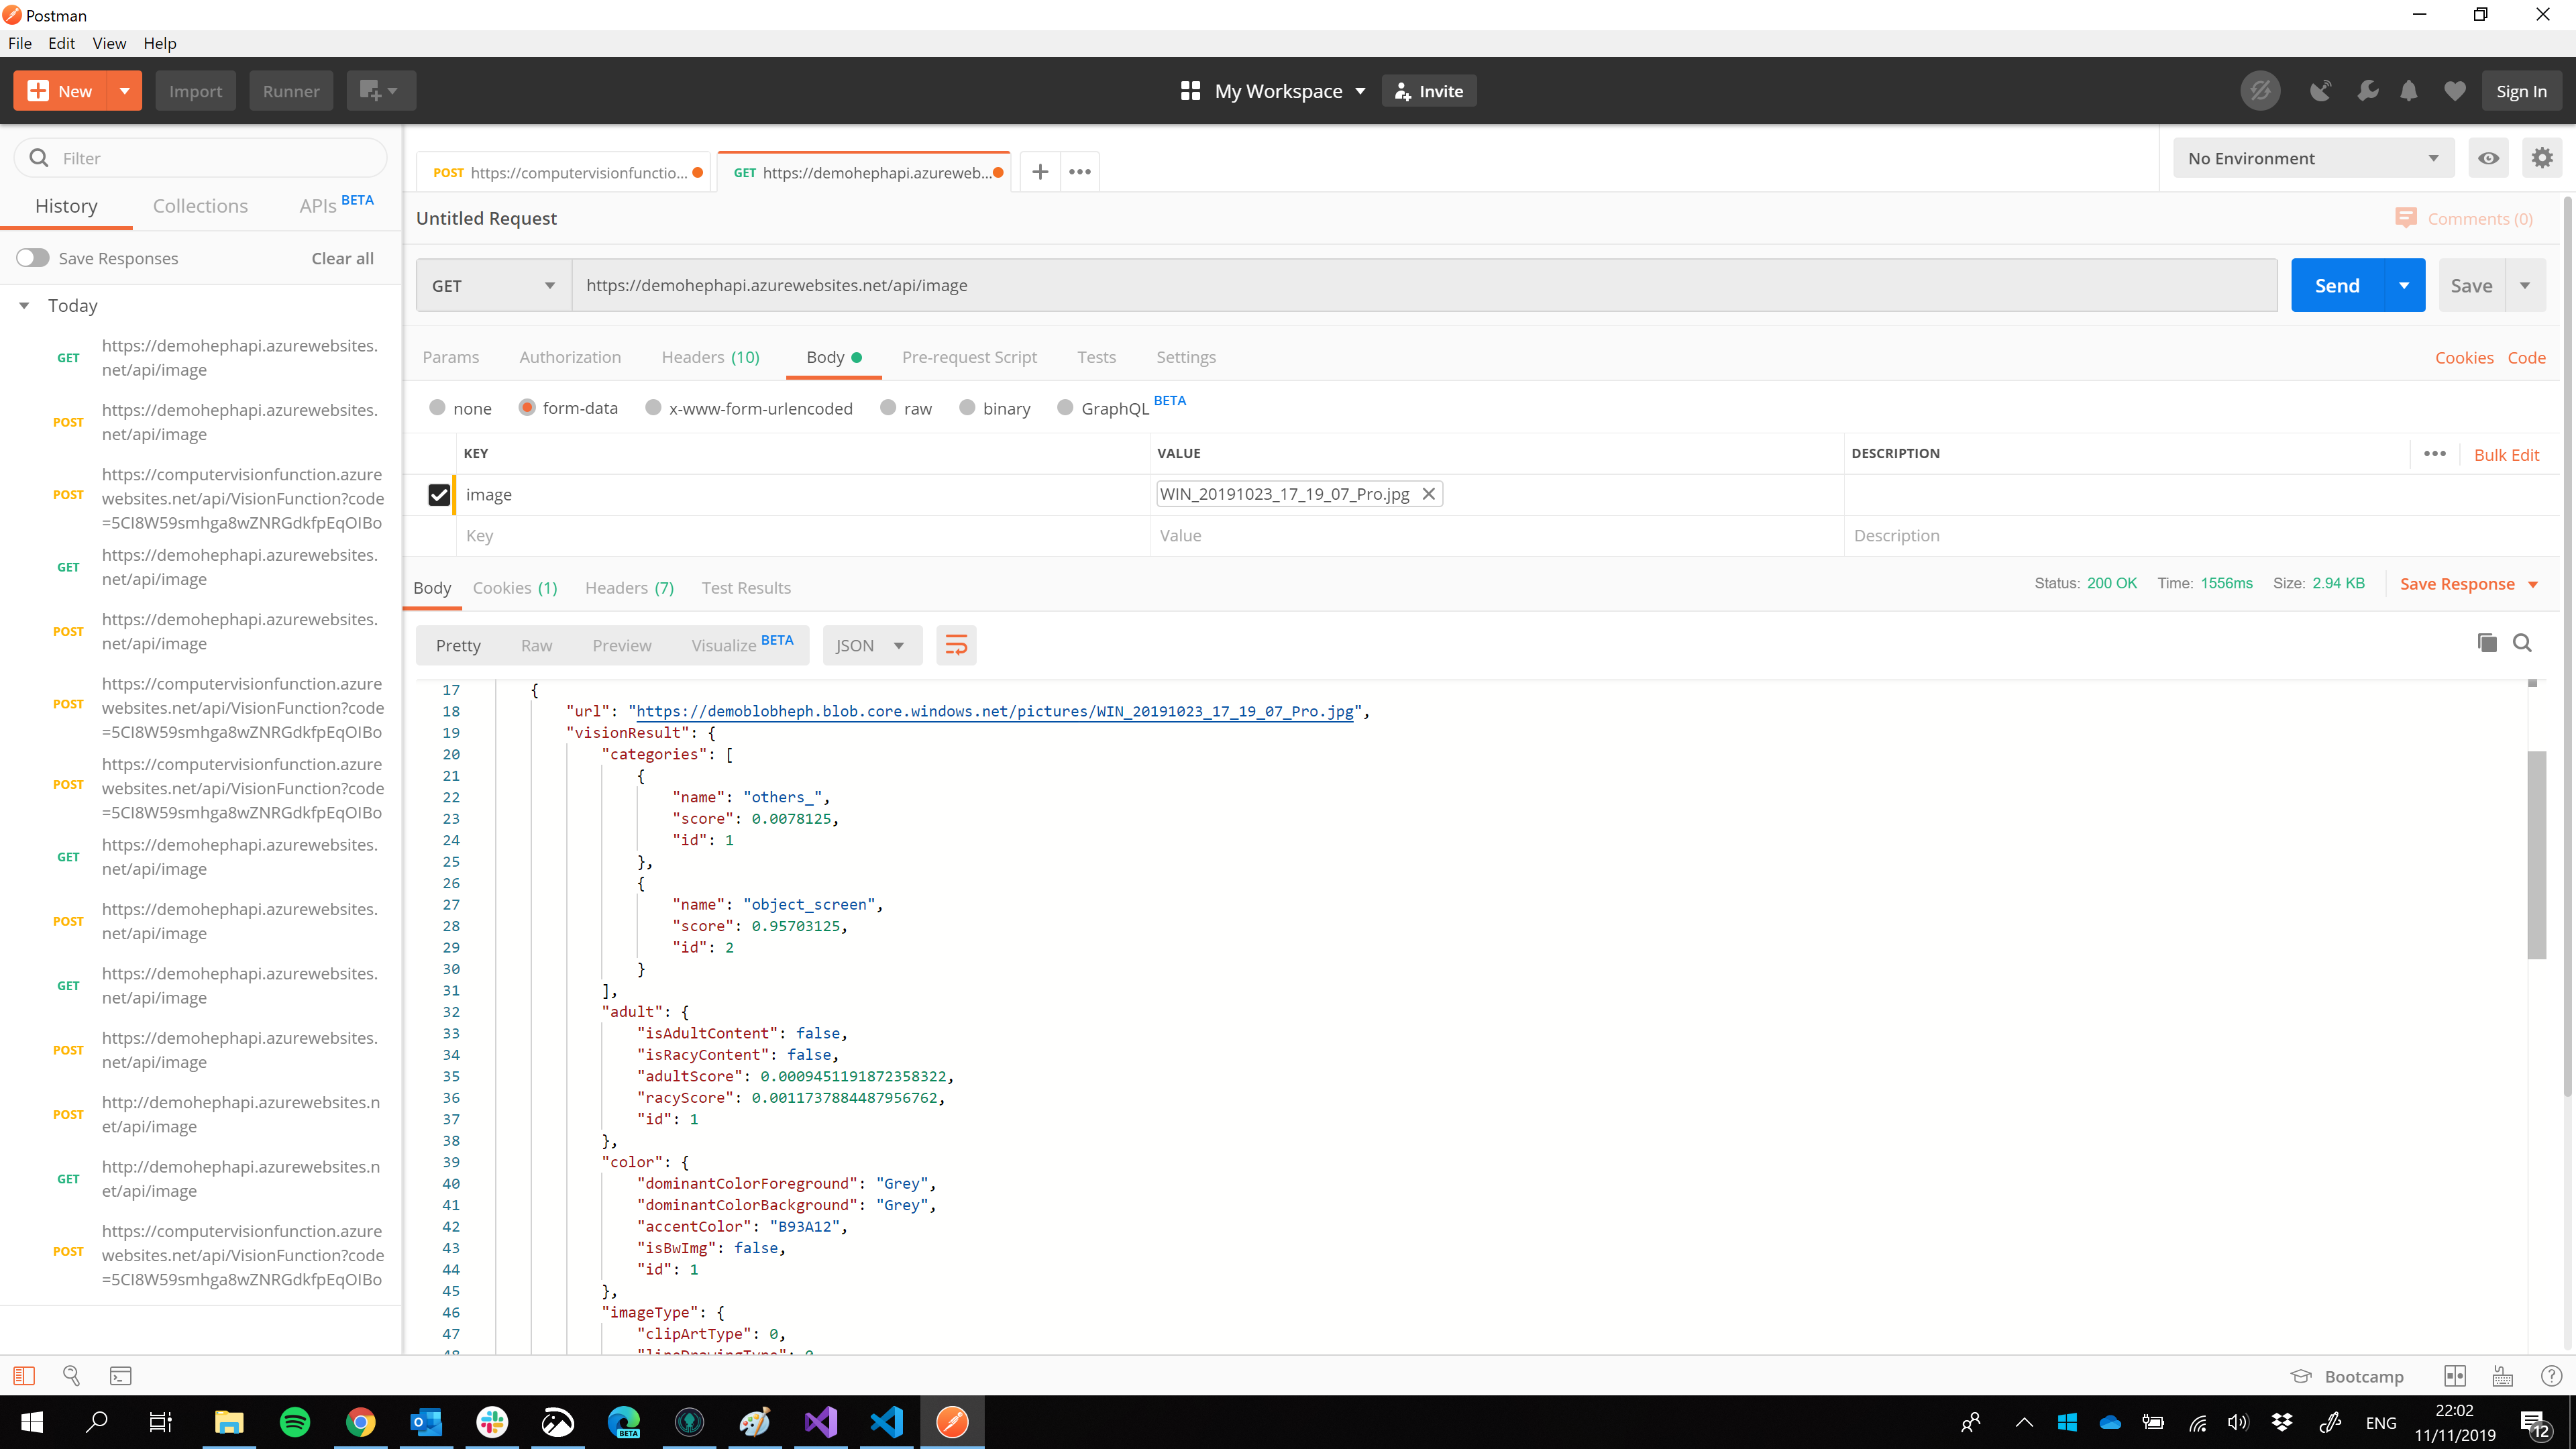 Postman
File Edit View Help
New Import Runner My Workspace Invite Sign In
Filter
History Collections APIs BETA
Save Responses Clear all
Today
GET https://demohephapi.azurewebsites.
net/api/image
POST https://demohephapi.azurewebsites.
net/api/image
POST https://computervisionfunction.azure
websites.net/api/VisionFunction?code
=5CI8W59smhga8wZNRGdkfpEqOIBo
GET https://demohephapi.azurewebsites.
net/api/image
POST https://demohephapi.azurewebsites.
net/api/image
POST https://computervisionfunction.azure
websites.net/api/VisionFunction?code
=5CI8W59smhga8wZNRGdkfpEqOIBo
POST https://computervisionfunction.azure
websites.net/api/VisionFunction?code
=5CI8W59smhga8wZNRGdkfpEqOIBo
GET https://demohephapi.azurewebsites.
net/api/image
POST https://demohephapi.azurewebsites.
net/api/image
GET https://demohephapi.azurewebsites.
net/api/image
POST https://demohephapi.azurewebsites.
net/api/image
POST http://demohephapi.azurewebsites.n
et/api/image
GET http://demohephapi.azurewebsites.n
et/api/image
POST https://computervisionfunction.azure
websites.net/api/VisionFunction?code
=5CI8W59smhga8wZNRGdkfpEqOIBo
POST https://computervisionfunctio... GET https://demohephapi.azureweb... No Environment
Untitled Request Comments (0)
GET https://demohephapi.azurewebsites.net/api/image Send Save
Params Authorization Headers (10) Body Pre-request Script Tests Settings Cookies Code
none form-data x-www-form-urlencoded raw binary GraphQL BETA
KEY VALUE DESCRIPTION Bulk Edit
image WIN_20191023_17_19_07_Pro.jpg
Key Value Description
Body Cookies (1) Headers (7) Test Results Status: 200 OK Time: 1556ms Size: 2.94 KB Save Response
Pretty Raw Preview Visualize BETA JSON
17 {
18 "url": "https://demoblobheph.blob.core.windows.net/pictures/WIN_20191023_17_19_07_Pro.jpg",
19 "visionResult": {
20 "categories": [
21 {
22 "name": "others_",
23 "score": 0.0078125,
24 "id": 1
25 },
26 {
27 "name": "object_screen",
28 "score": 0.95703125,
29 "id": 2
30 }
31 ],
32 "adult": {
33 "isAdultContent": false,
34 "isRacyContent": false,
35 "adultScore": 0.0009451191872358322,
36 "racyScore": 0.0011737884487956762,
37 "id": 1
38 },
39 "color": {
40 "dominantColorForeground": "Grey",
41 "dominantColorBackground": "Grey",
42 "accentColor": "B93A12",
43 "isBwImg": false,
44 "id": 1
45 },
46 "imageType": {
47 "clipArtType": 0,
48 "lineDrawingType": 0
Bootcamp
BETA ENG 22:02
11/11/2019 12